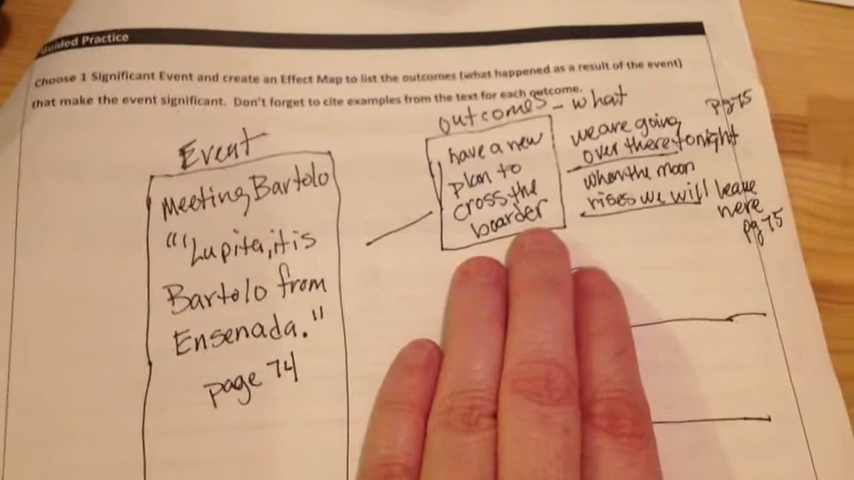 Guided Practice
Choose 1 Significant Event and create an Effect Map to list the outcomes (what happened as a result of the event)
that make the event significant. Don't forget to cite examples from the text for each outcome.
Event
Meeting Bartolo
"Lupita, it is
Bartolo from
Ensenada."
page 74
outcomes - what
have a new
plan to
cross the
boarder
we are going
over there tonight
pg 75
when the moon
rises we will leave
here
pg 75